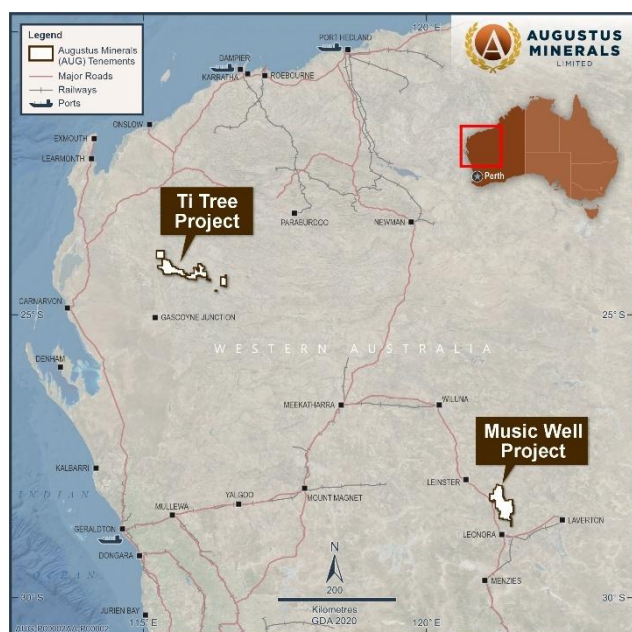 Legend
Augustus Minerals
(AUG) Tenements
Major Roads
Railways
Ports
PORT HEDLAND
120°
AUGUSTUS
MINERALS
LIMITED
DAMPIER
KARRATHA
ROEBOURNE
ONSLOW
EXMOUTH
LEARMONTH
Perth
Ti Tree
Project
PARABURDOO
NEWMAN
CARNARVON
25° S
GASCOYNE JUNCTION
25° S
WESTERN AUSTRALIA
DENHAM
MEEKATHARRA
WILUNA
Music Well
Project
KALBARRI
LEINSTER
INDIAN
YALGOO
MOUNT MAGNET
MULLEWA
LAVERTON
GERALDTON
LEONORA
DONGARA
N
MENZIES
200
30° S
Kilometres
GDA 2020
30° S
JURIEN BAY
115°E
120°E